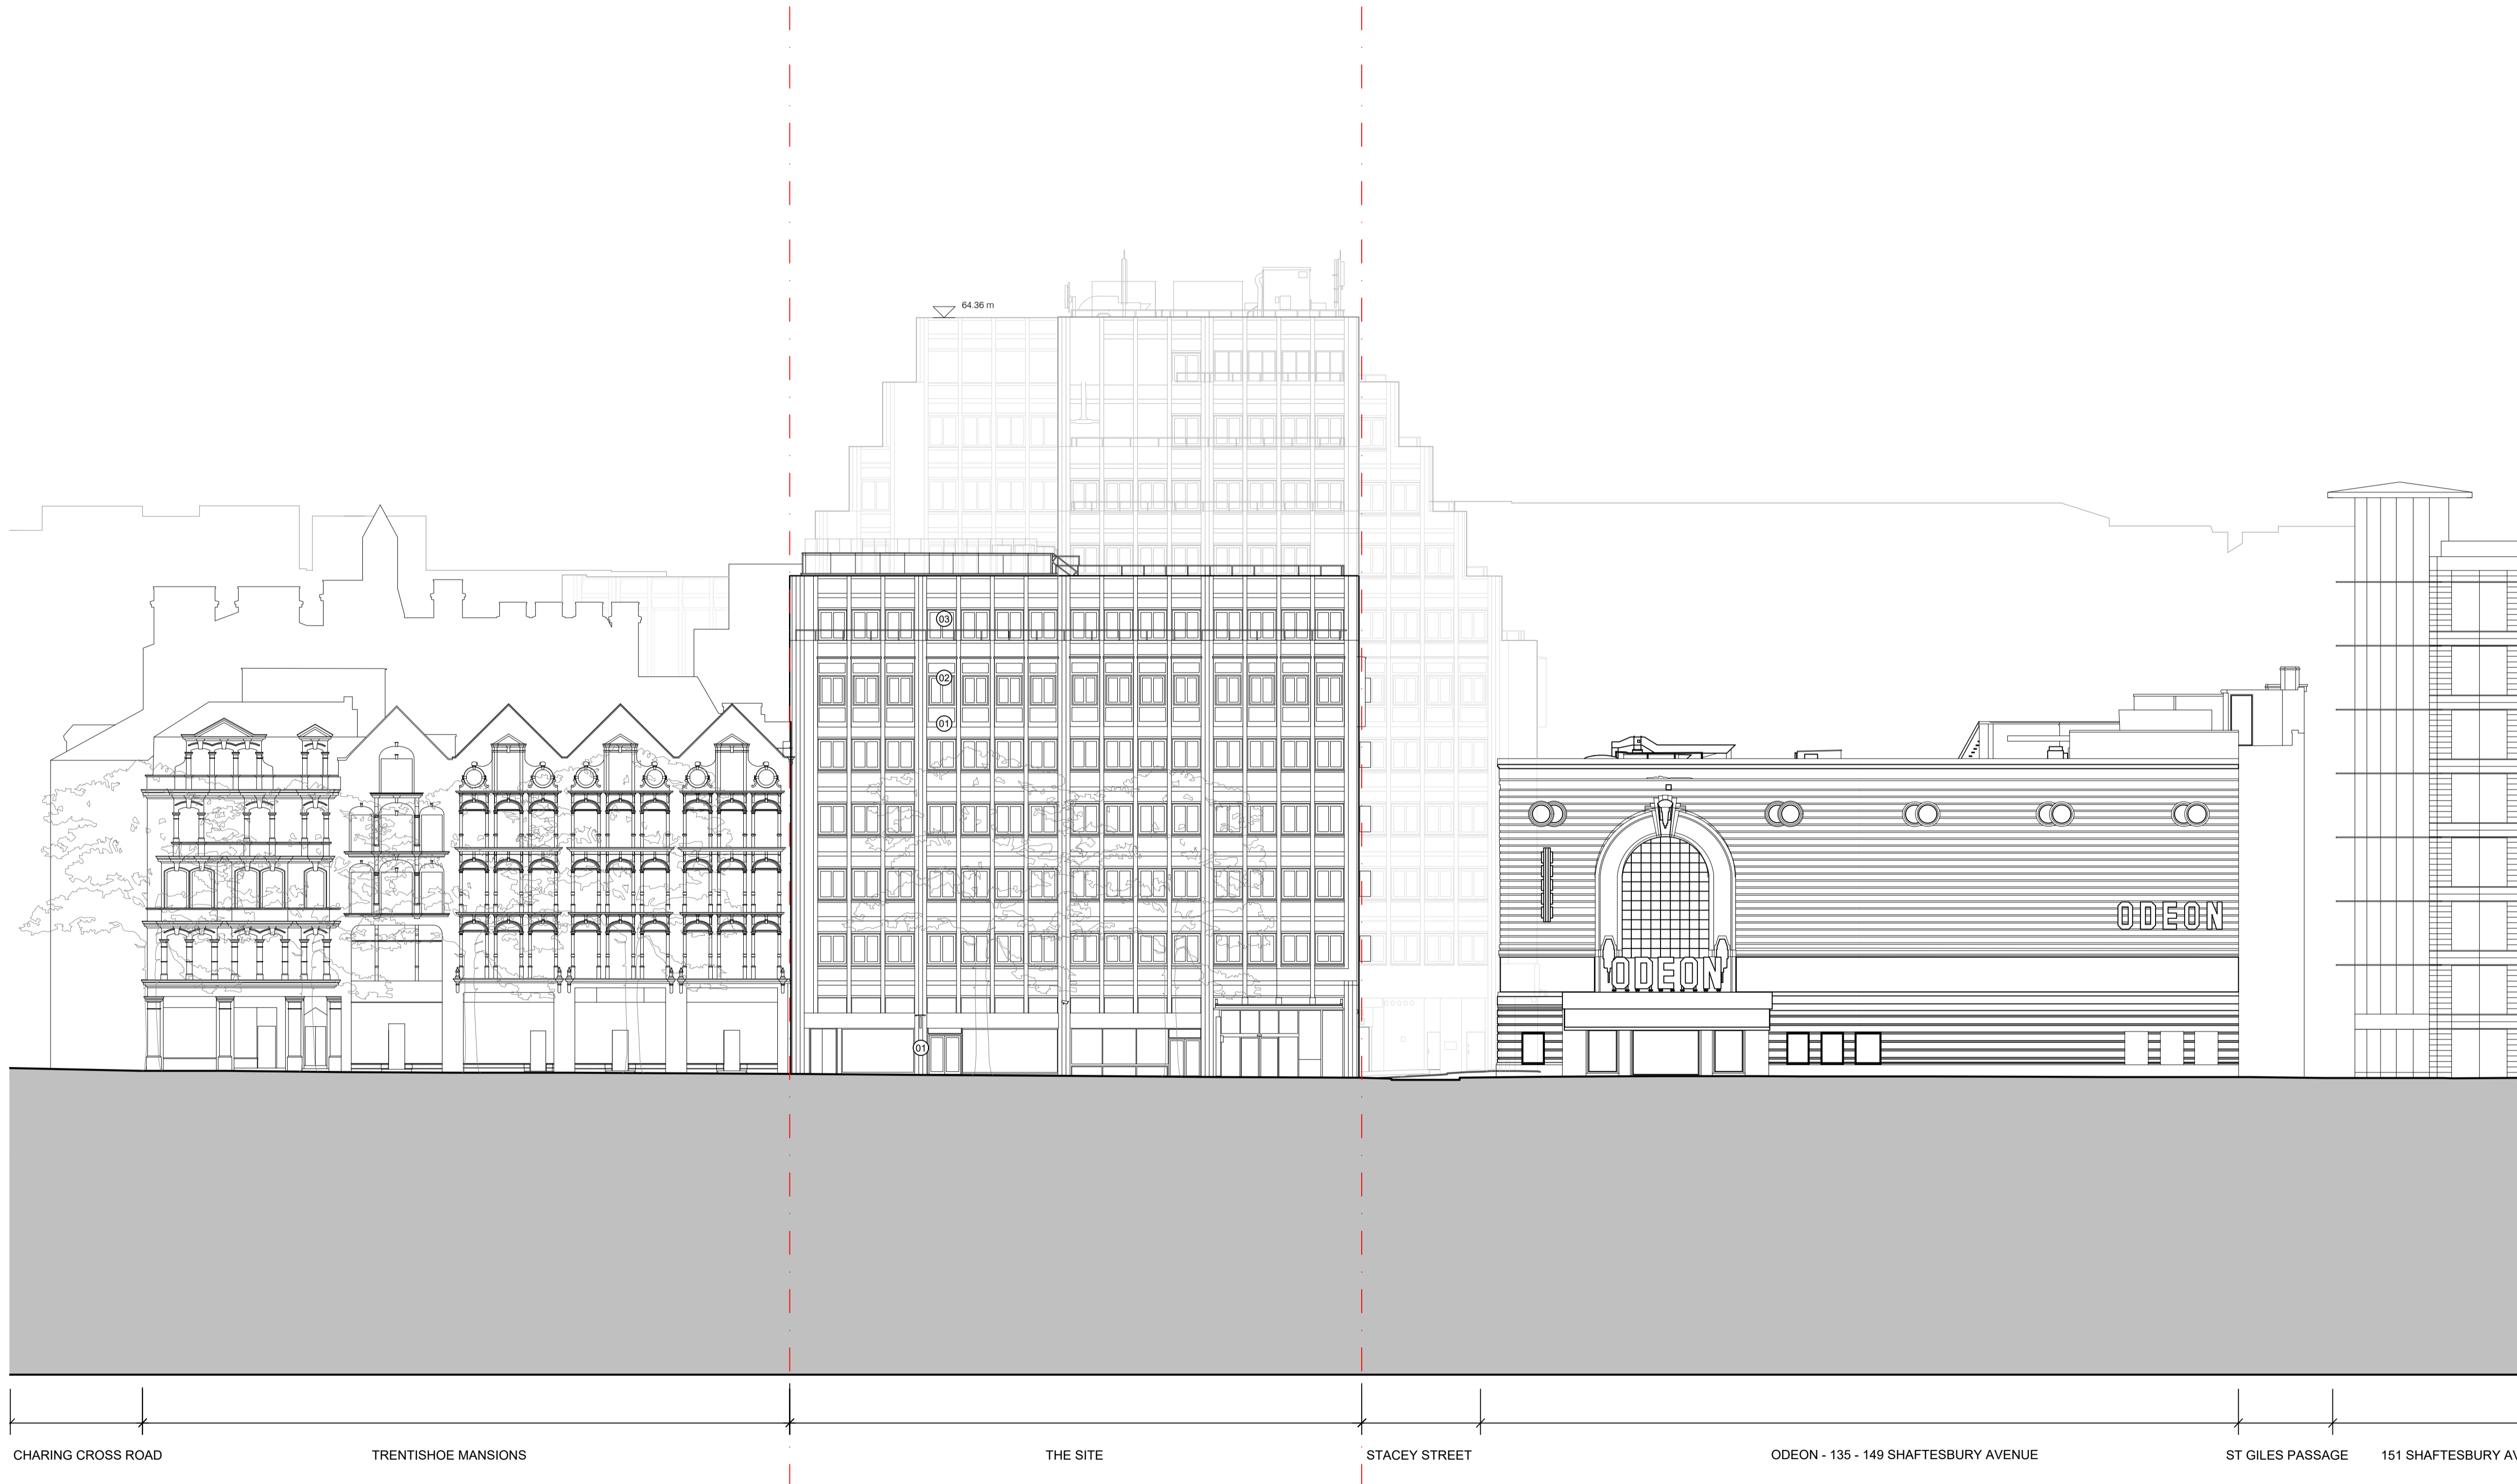 64.36 m
03
02
01
01
ODEON
ODEON
CHARING CROSS ROAD
TRENTISHOE MANSIONS
THE SITE
STACEY STREET
ODEON - 135 - 149 SHAFTESBURY AVENUE
ST GILES PASSAGE
151 SHAFTESBURY